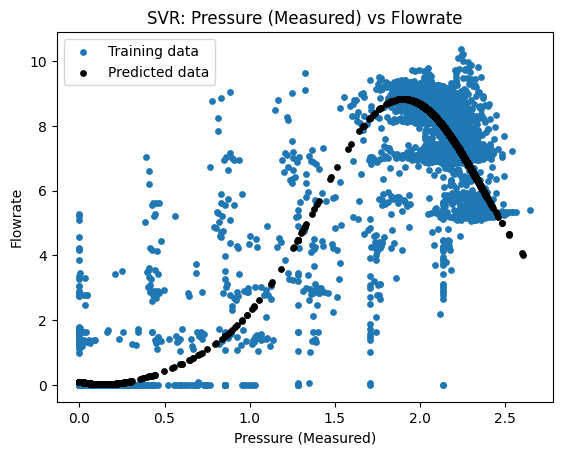 SVR: Pressure (Measured) vs Flowrate
Training data
Predicted data
10
8
6
4
2
0
Flowrate
0.0 0.5 1.0 1.5 2.0 2.5
Pressure (Measured)